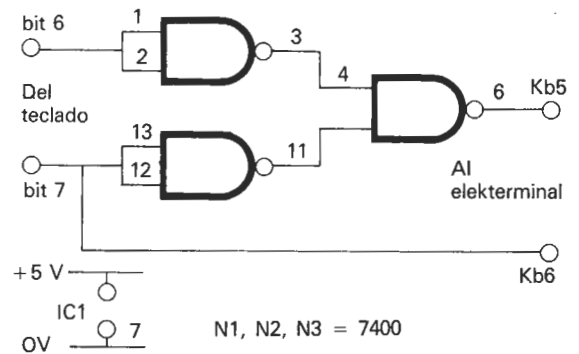 bit 6
1
2
3
4
6
Kb5
Del
teclado
13
12
11
bit 7
Al
elekterminal
Kb6
+5 V
IC1
7
0V
N1, N2, N3 = 7400